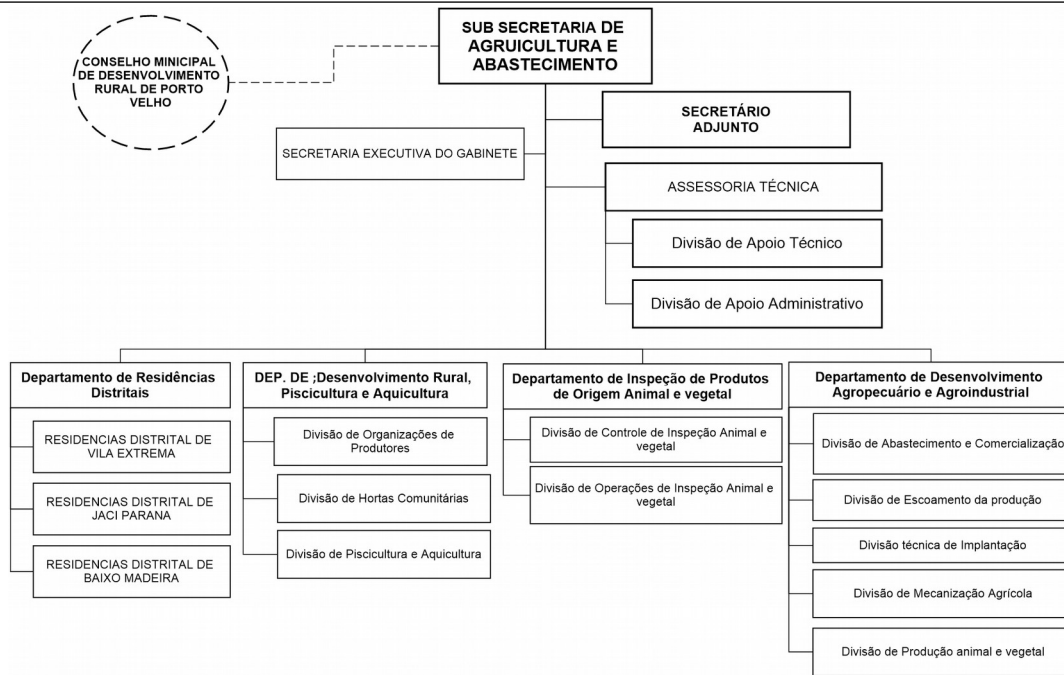 SUB SECRETARIA DE
AGRUICULTURA E
ABASTECIMENTO
CONSELHO MINICIPAL
DE DESENVOLVIMENTO
RURAL DE PORTO
VELHO
SECRETÁRIO
ADJUNTO
SECRETARIA EXECUTIVA DO GABINETE
ASSESSORIA TÉCNICA
Divisão de Apoio Técnico
Divisão de Apoio Administrativo
Departamento de Residências
Distritais
RESIDENCIAS DISTRITAL DE
VILA EXTREMA
RESIDENCIAS DISTRITAL DE
JACI PARANA
RESIDENCIAS DISTRITAL DE
BAIXO MADEIRA
DEP. DE ;Desenvolvimento Rural,
Piscicultura e Aquicultura
Divisão de Organizações de
Produtores
Divisão de Hortas Comunitárias
Divisão de Piscicultura e Aquicultura
Departamento de Inspeção de Produtos
de Origem Animal e vegetal
Divisão de Controle de Inspeção Animal e
vegetal
Divisão de Operações de Inspeção Animal e
vegetal
Departamento de Desenvolvimento
Agropecuário e Agroindustrial
Divisão de Abastecimento e Comercialização
Divisão de Escoamento da produção
Divisão técnica de Implantação
Divisão de Mecanização Agrícola
Divisão de Produção animal e vegetal